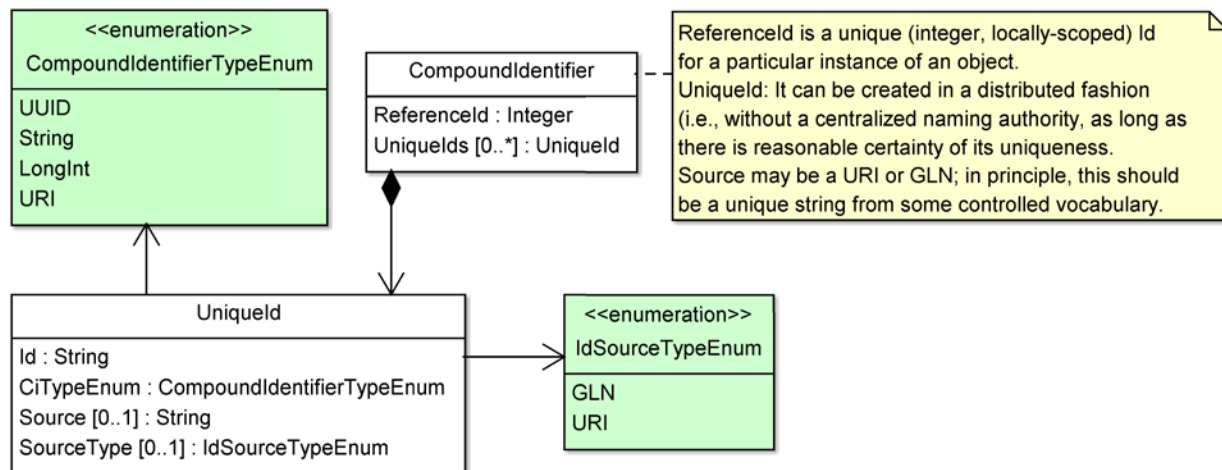 <<enumeration>>
CompoundIdentifierTypeEnum
UUID
String
LongInt
URI
CompoundIdentifier
ReferenceId : Integer
UniqueIds [0..*] : UniqueId
ReferenceId is a unique (integer, locally-scoped) Id
for a particular instance of an object.
UniqueId: It can be created in a distributed fashion
(i.e., without a centralized naming authority, as long as
there is reasonable certainty of its uniqueness.
Source may be a URI or GLN; in principle, this should
be a unique string from some controlled vocabulary.
UniqueId
Id : String
CiTypeEnum : CompoundIdentifierTypeEnum
Source [0..1] : String
SourceType [0..1] : IdSourceTypeEnum
<<enumeration>>
IdSourceTypeEnum
GLN
URI